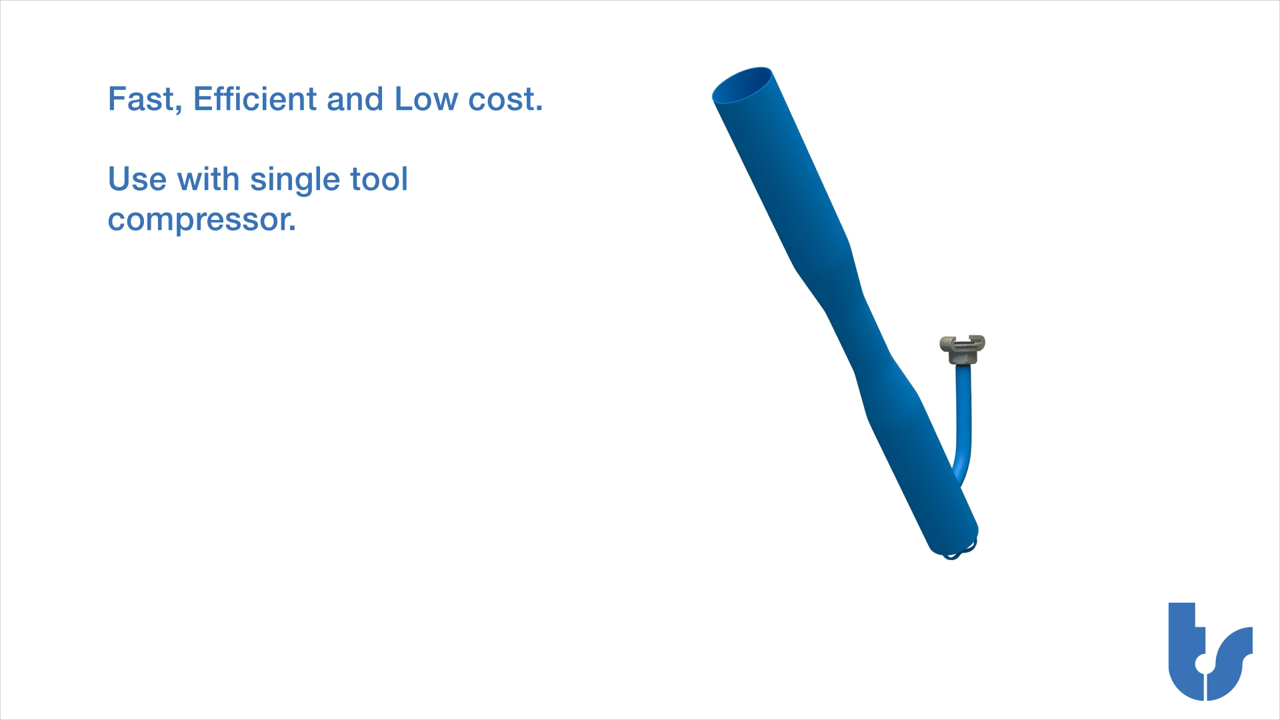 Fast, Efficient and Low cost.
Use with single tool
compressor.